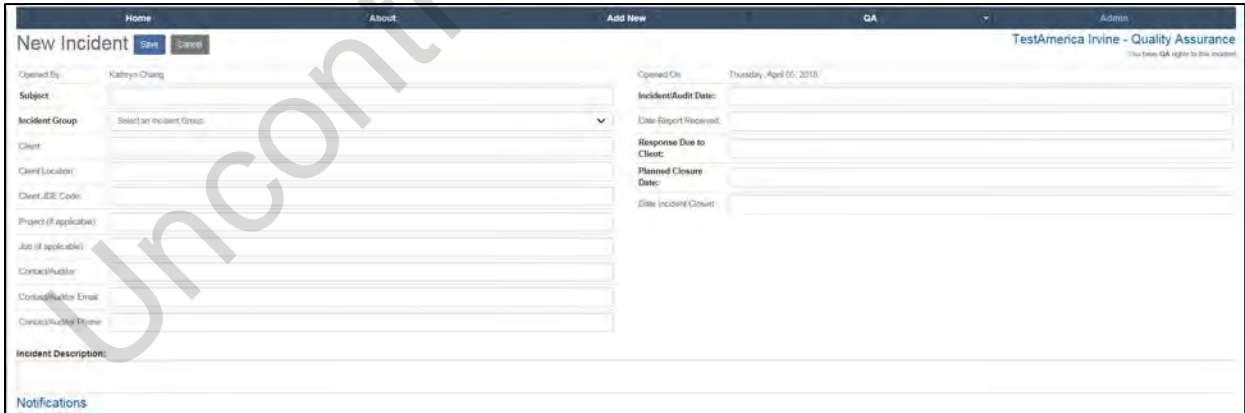 Home About Add New QA Admin
New Incident Save Cancel
TestAmerica Irvine - Quality Assurance
You have QA rights to this incident
Opened By Kathryn Chang
Opened On Thursday, April 05, 2018
Subject
Incident/Audit Date:
Incident Group Select an Incident Group
Date Report Received:
Client
Response Due to
Client:
Client Location
Planned Closure
Date:
Client JDE Code:
Date Incident Closed
Project (if applicable):
Job (if applicable)
Contact/Auditor
Contact/Auditor Email
Contact/Auditor Phone
Incident Description:
Notifications
Uncont